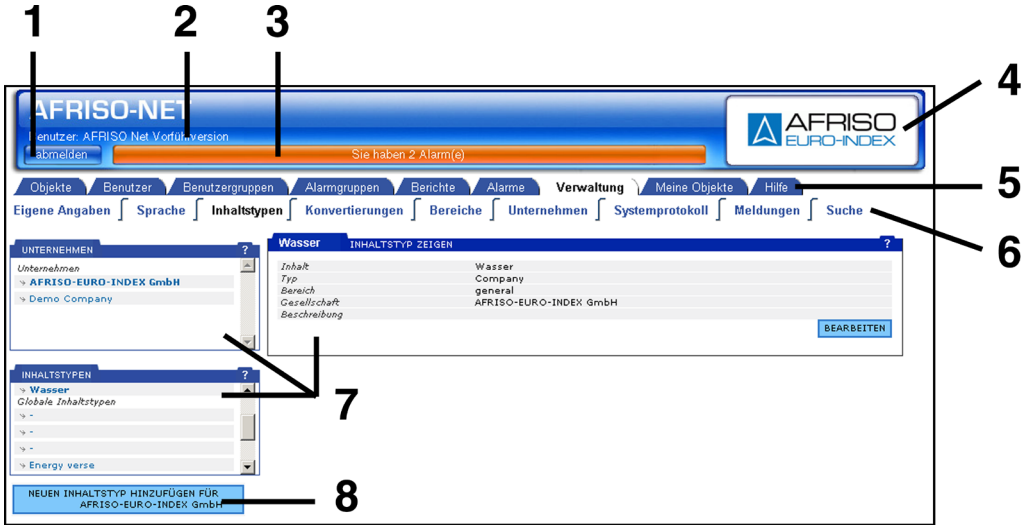 1 2 3
AFRISO-NET
Benutzer: AFRISO Net Vorführversion
abmelden Sie haben 2 Alarm(e)
AFRISO
EURO-INDEX
4
Objekte Benutzer Benutzergruppen Alarmgruppen Berichte Alarme Verwaltung Meine Objekte Hilfe
5
Eigene Angaben Sprache Inhaltstypen Konvertierungen Bereiche Unternehmen Systemprotokoll Meldungen Suche
6
UNTERNEHMEN ?
Unternehmen
AFRISO-EURO-INDEX GmbH
Demo Company
Wasser INHALTSTYP ZEIGEN ?
Inhalt Wasser
Typ Company
Bereich general
Gesellschaft AFRISO-EURO-INDEX GmbH
Beschreibung
BEARBEITEN
7
INHALTSTYPEN ?
Wasser
Globale Inhaltstypen
-
-
-
Energy verse
NEUEN INHALTSTYP HINZUFÜGEN FÜR
AFRISO-EURO-INDEX GmbH
8